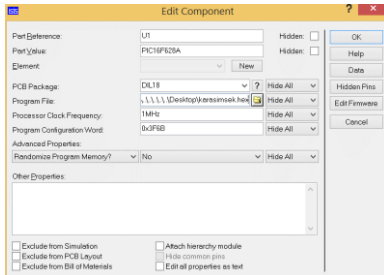 ISIS
Edit Component
? ×
Part Reference: U1 Hidden: OK
Part Value: PIC16F628A Hidden: Help
Element: New Data
PCB Package: DIL18 ? Hide All Hidden Pins
Program File: ..\..\..\..\..\Desktop\karasimsek.hex Hide All Edit Firmware
Processor Clock Frequency: 1MHz Hide All Cancel
Program Configuration Word: 0x3F6B Hide All
Advanced Properties:
Randomize Program Memory? No Hide All
Other Properties:
Exclude from Simulation Attach hierarchy module
Exclude from PCB Layout Hide common pins
Exclude from Bill of Materials Edit all properties as text